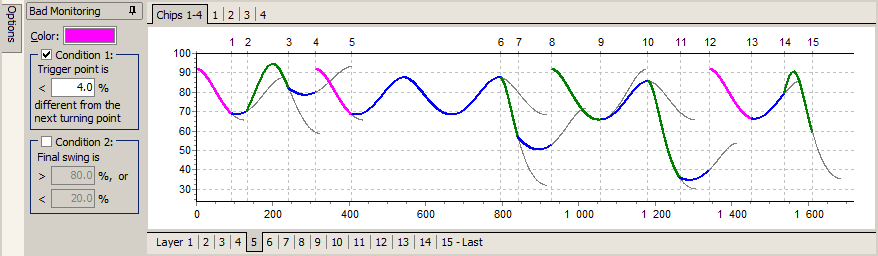 Options
Bad Monitoring
Color:
Condition 1:
Trigger point is
< 4.0 %
different from the
next turning point
Condition 2:
Final swing is
> 80.0 %, or
< 20.0 %
Chips 1-4 1 2 3 4
1 2 3 4 5 6 7 8 9 10 11 12 13 14 15
100
90
80
70
60
50
40
30
0 200 400 600 800 1 000 1 200 1 400 1 600
Layer 1 2 3 4 5 6 7 8 9 10 11 12 13 14 15 - Last